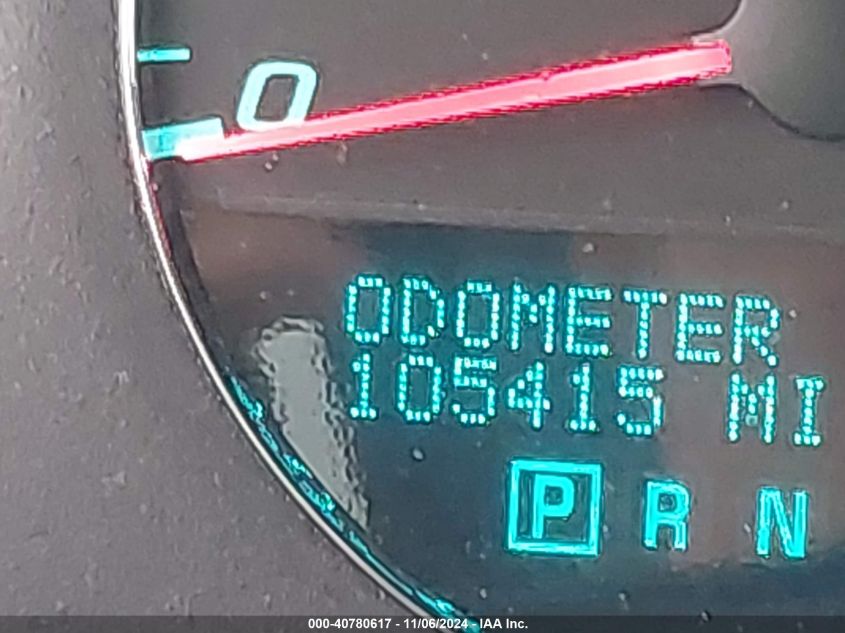 0
ODOMETER
105415 MI
P R N
000-40780617 - 11/06/2024 - IAA Inc.